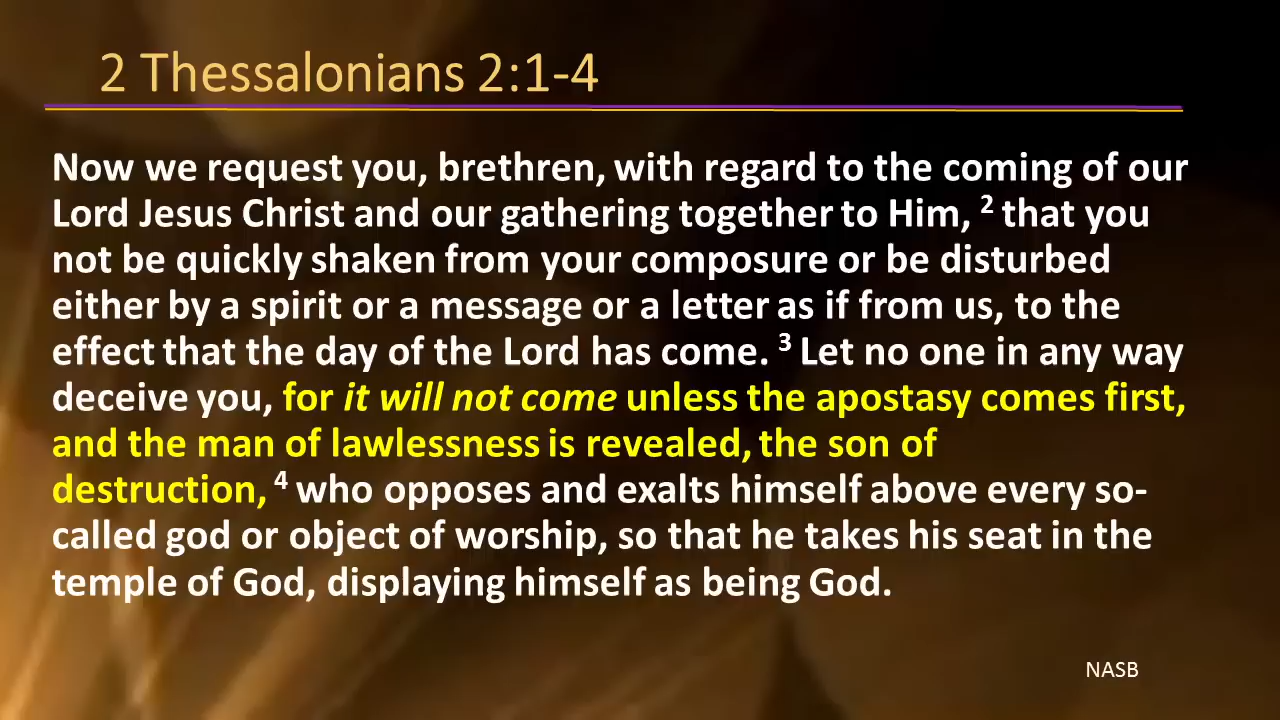 2 Thessalonians 2:1-4
Now we request you, brethren, with regard to the coming of our
Lord Jesus Christ and our gathering together to Him, 2 that you
not be quickly shaken from your composure or be disturbed
either by a spirit or a message or a letter as if from us, to the
effect that the day of the Lord has come. 3 Let no one in any way
deceive you, for it will not come unless the apostasy comes first,
and the man of lawlessness is revealed, the son of
destruction, 4 who opposes and exalts himself above every so-
called god or object of worship, so that he takes his seat in the
temple of God, displaying himself as being God.
NASB